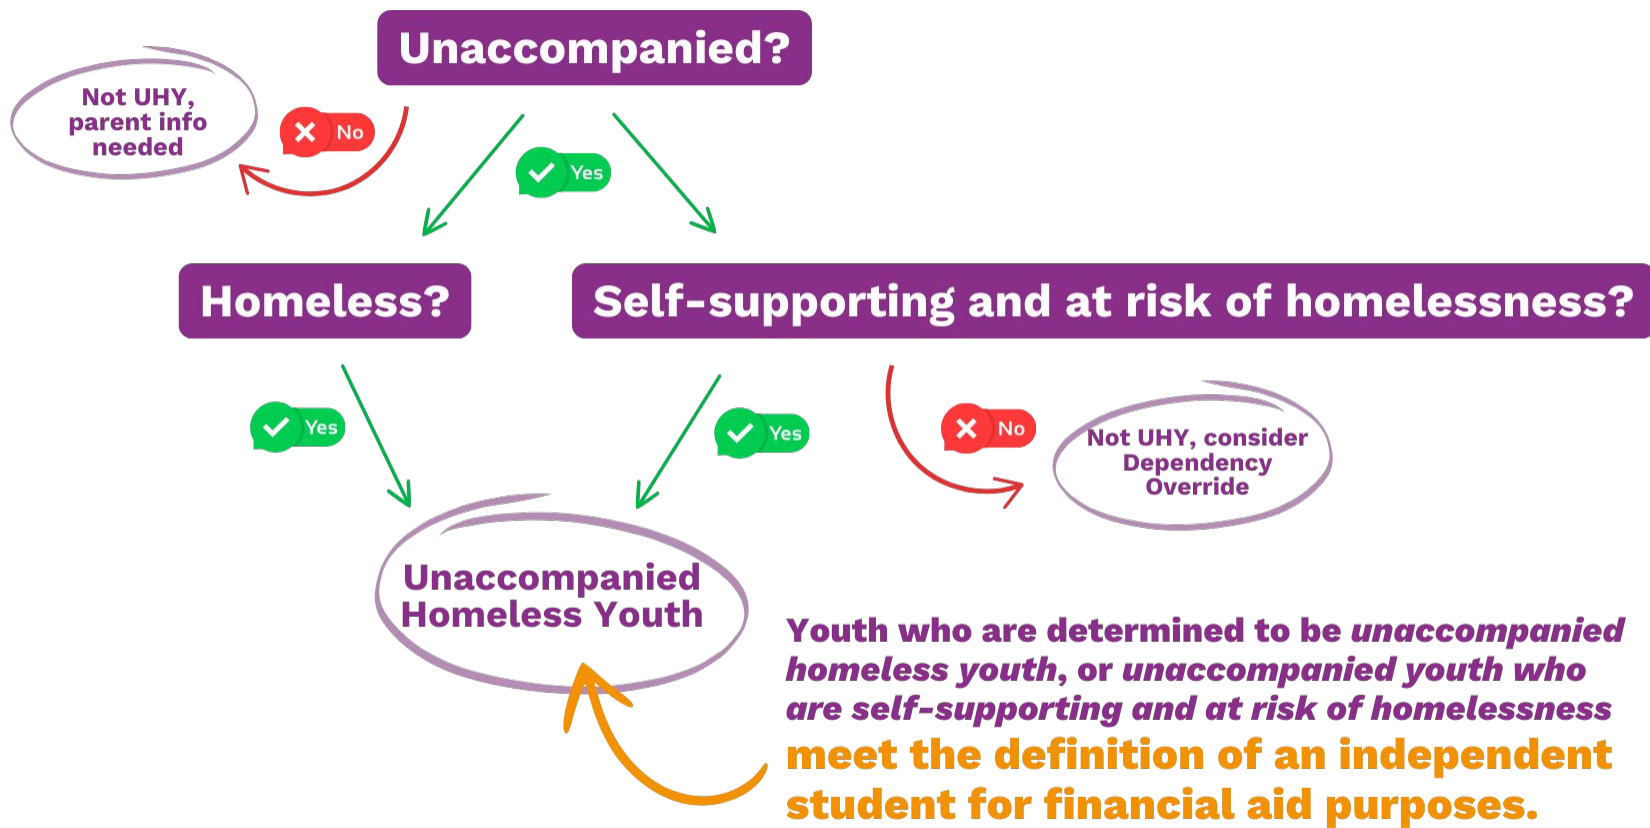 Unaccompanied?
Not UHY,
parent info
needed
No
Yes
Homeless?
Self-supporting and at risk of homelessness?
Yes
Yes
No
Not UHY, consider
Dependency
Override
Unaccompanied
Homeless Youth
Youth who are determined to be unaccompanied
homeless youth, or unaccompanied youth who
are self-supporting and at risk of homelessness
meet the definition of an independent
student for financial aid purposes.